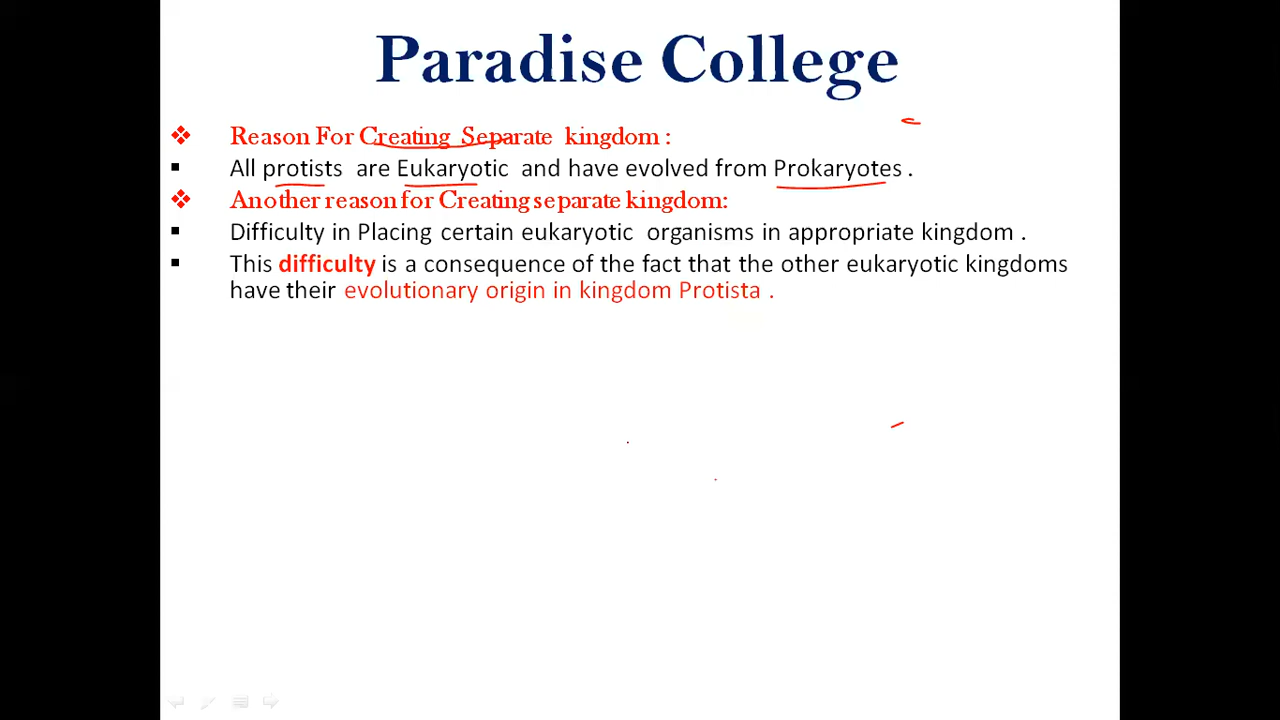 Paradise College
❖ Reason For Creating Separate kingdom :
▪ All protists are Eukaryotic and have evolved from Prokaryotes .
❖ Another reason for Creating separate kingdom:
▪ Difficulty in Placing certain eukaryotic organisms in appropriate kingdom .
▪ This difficulty is a consequence of the fact that the other eukaryotic kingdoms
have their evolutionary origin in kingdom Protista .